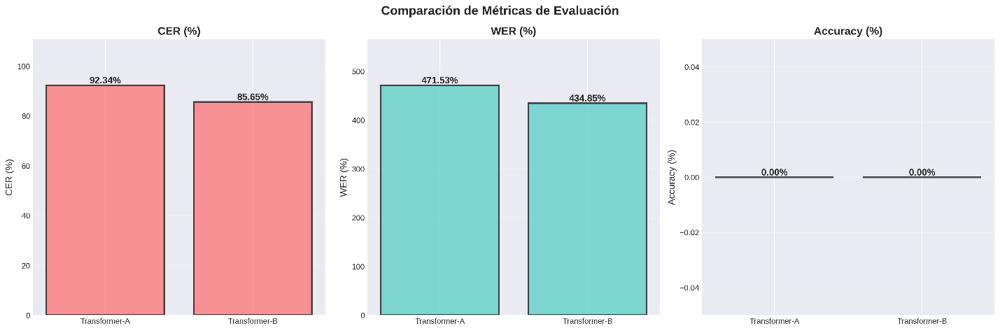 Comparación de Métricas de Evaluación
CER (%)
CER (%)
100
80
60
40
20
0
92.34%
85.65%
Transformer-A
Transformer-B
WER (%)
WER (%)
500
400
300
200
100
0
471.53%
434.85%
Transformer-A
Transformer-B
Accuracy (%)
Accuracy (%)
0.04
0.02
0.00
−0.02
−0.04
0.00%
0.00%
Transformer-A
Transformer-B